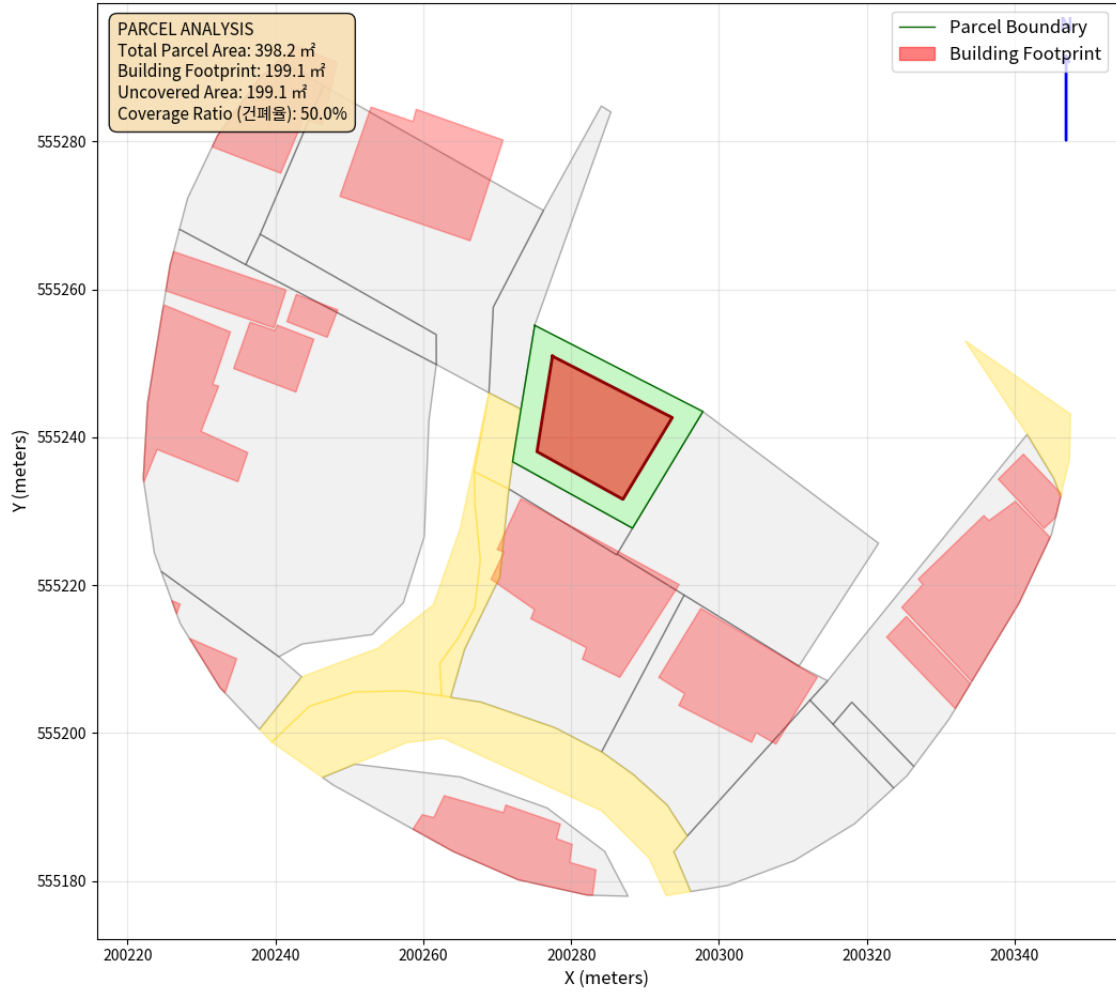 PARCEL ANALYSIS
Total Parcel Area: 398.2 ㎡
Building Footprint: 199.1 ㎡
Uncovered Area: 199.1 ㎡
Coverage Ratio (건폐율): 50.0%
Parcel Boundary
Building Footprint
N
555280
555260
555240
555220
555200
555180
Y (meters)
200220
200240
200260
200280
200300
200320
200340
X (meters)